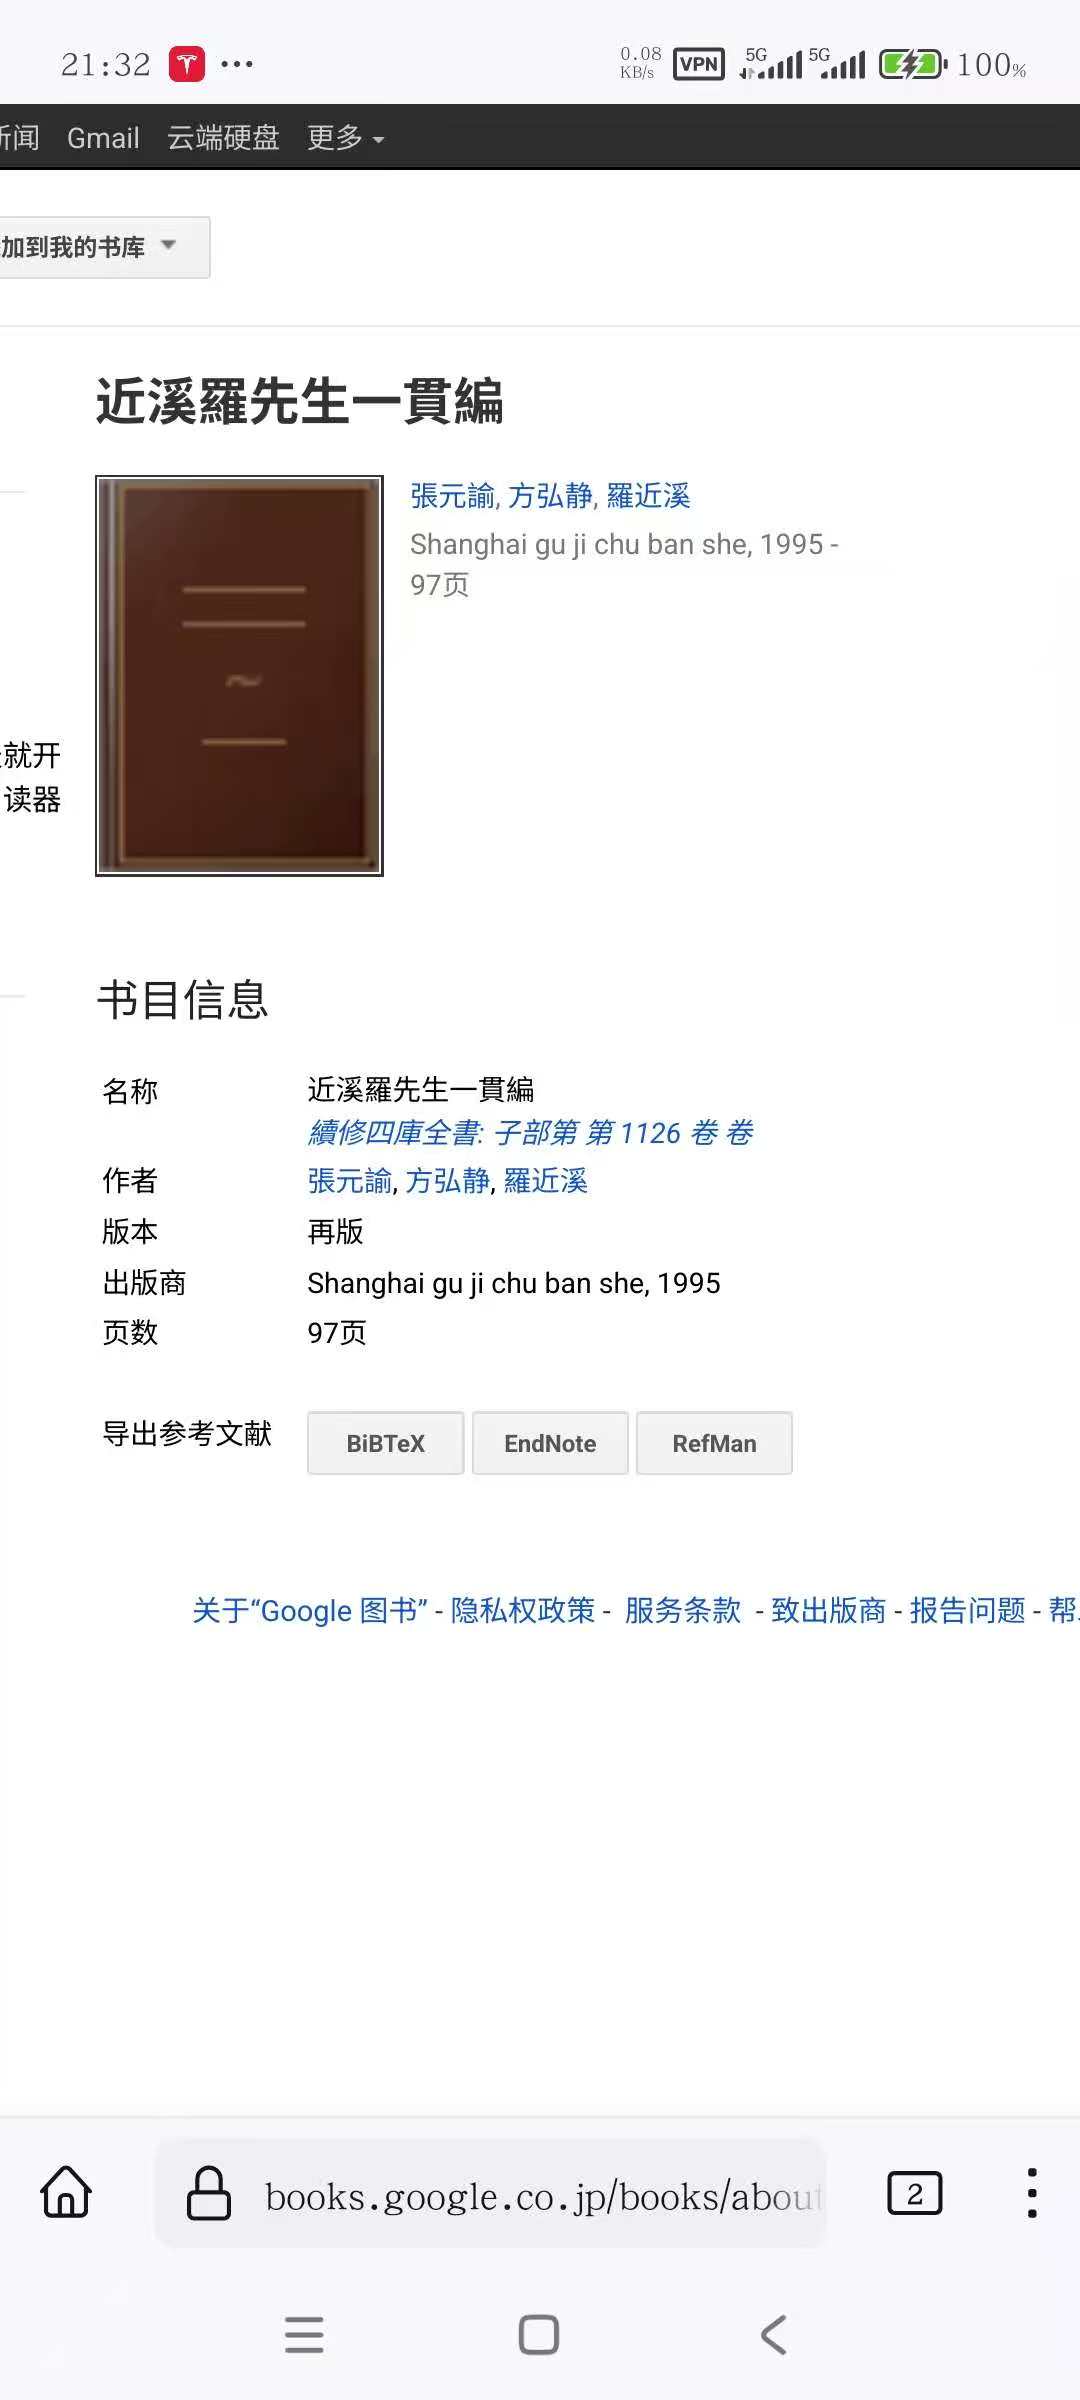 21:32 ··· 0.08 KB/s VPN 5G 5G 100%
新闻 Gmail 云端硬盘 更多
加到我的书库
近溪羅先生一貫編
張元諭, 方弘静, 羅近溪
Shanghai gu ji chu ban she, 1995 -
97页
就开
读器
书目信息
名称 近溪羅先生一貫編
續修四庫全書: 子部第 第 1126 卷 卷
作者 張元諭, 方弘静, 羅近溪
版本 再版
出版商 Shanghai gu ji chu ban she, 1995
页数 97页
导出参考文献 BiBTeX EndNote RefMan
关于“Google 图书” - 隐私权政策 - 服务条款 - 致出版商 - 报告问题 - 帮
books.google.co.jp/books/about 2